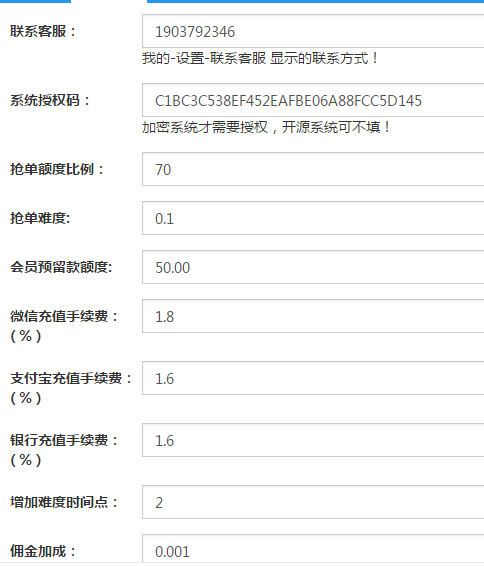 联系客服：
1903792346
我的-设置-联系客服 显示的联系方式！
系统授权码：
C1BC3C538EF452EAFBE06A88FCC5D145
加密系统才需要授权，开源系统可不填！
抢单额度比例：
70
抢单难度:
0.1
会员预留款额度:
50.00
微信充值手续费：
( % )
1.8
支付宝充值手续费：
( % )
1.6
银行充值手续费：
( % )
1.6
增加难度时间点：
2
佣金加成：
0.001